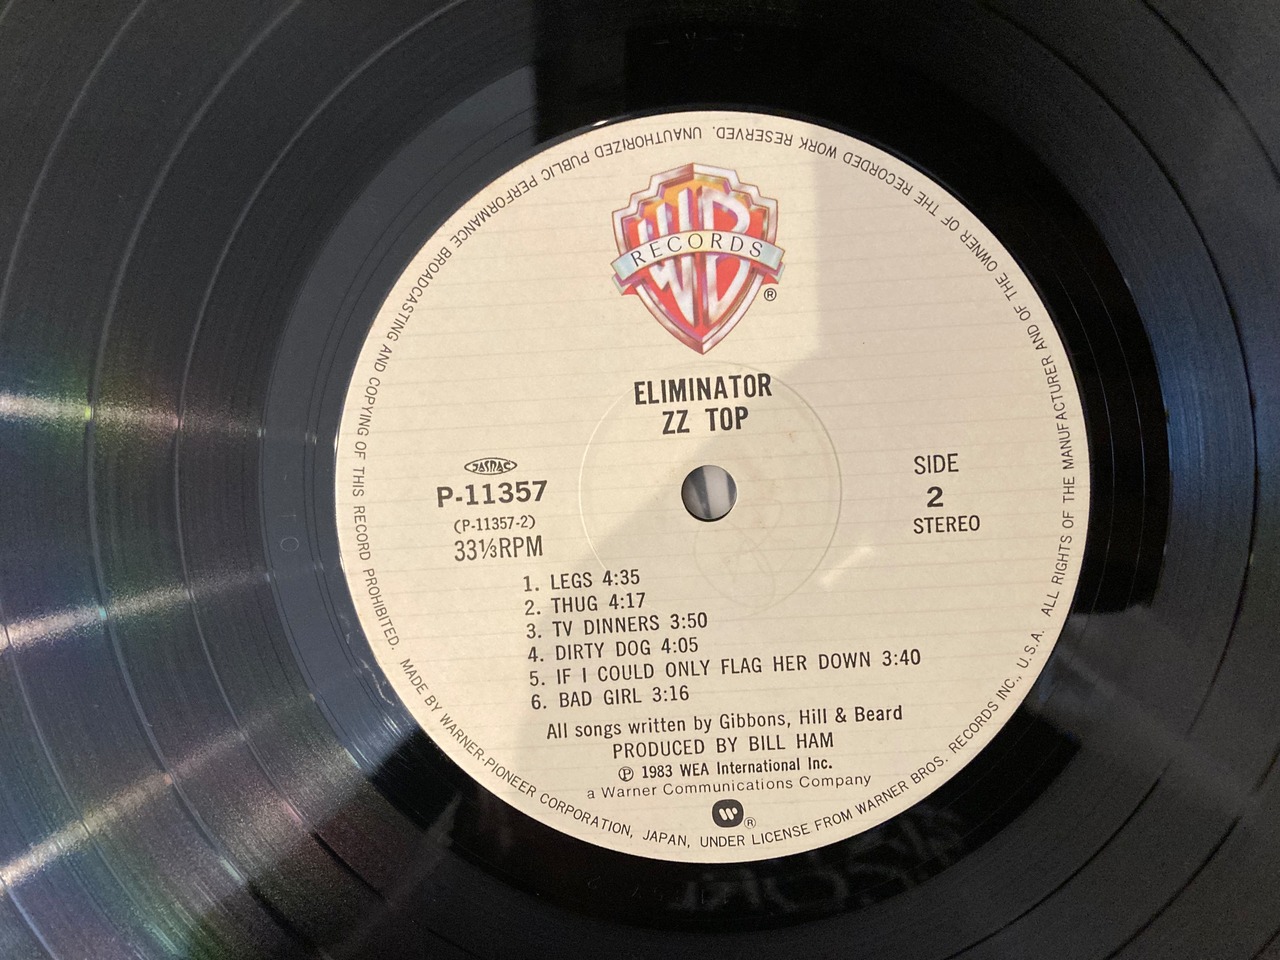 WB
RECORDS
®
ELIMINATOR
ZZ TOP
JASRAC
P-11357
(P-11357-2)
33⅓RPM
SIDE
2
STEREO
1. LEGS 4:35
2. THUG 4:17
3. TV DINNERS 3:50
4. DIRTY DOG 4:05
5. IF I COULD ONLY FLAG HER DOWN 3:40
6. BAD GIRL 3:16
All songs written by Gibbons, Hill & Beard
PRODUCED BY BILL HAM
℗ 1983 WEA International Inc.
a Warner Communications Company
®
MADE BY WARNER-PIONEER CORPORATION, JAPAN, UNDER LICENSE FROM WARNER BROS. RECORDS INC., U.S.A. ALL RIGHTS OF THE MANUFACTURER AND OF THE OWNER OF THE RECORDED WORK RESERVED. UNAUTHORIZED PUBLIC PERFORMANCE BROADCASTING AND COPYING OF THIS RECORD PROHIBITED.